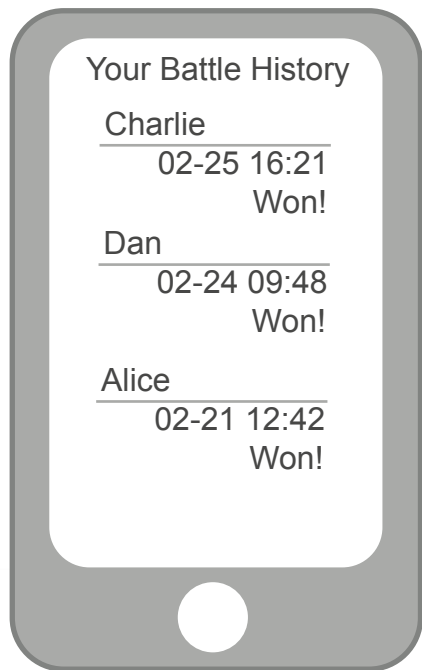 Your Battle History
Charlie
02-25 16:21
Won!
Dan
02-24 09:48
Won!
Alice
02-21 12:42
Won!